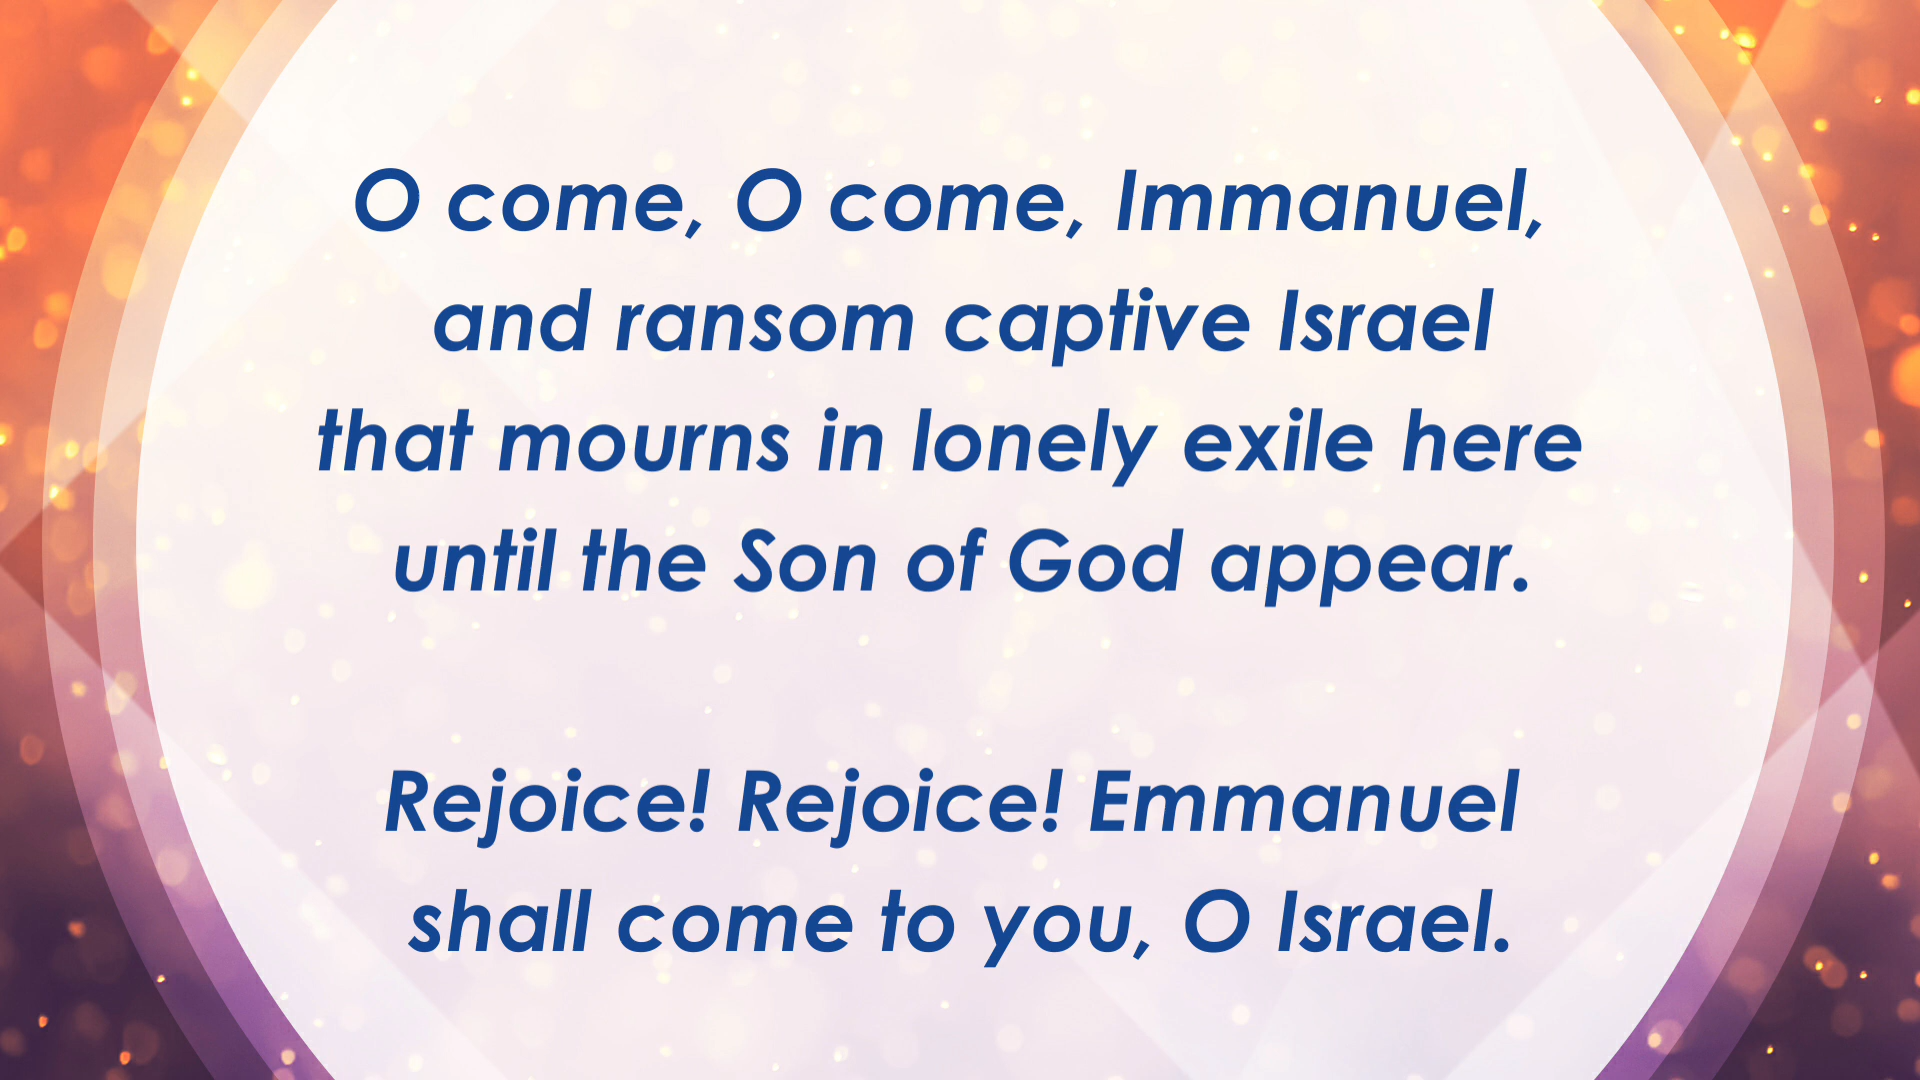 O come, O come, Immanuel,
and ransom captive Israel
that mourns in lonely exile here
until the Son of God appear.
Rejoice! Rejoice! Emmanuel
shall come to you, O Israel.